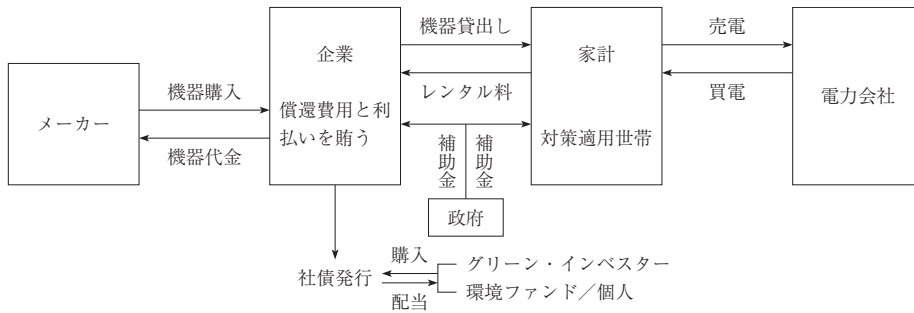 メーカー
機器購入
機器代金
企業
償還費用と利
払いを賄う
機器貸出し
レンタル料
補助金
補助金
政府
家計
対策適用世帯
売電
買電
電力会社
社債発行
購入
配当
グリーン・インベスター
環境ファンド／個人